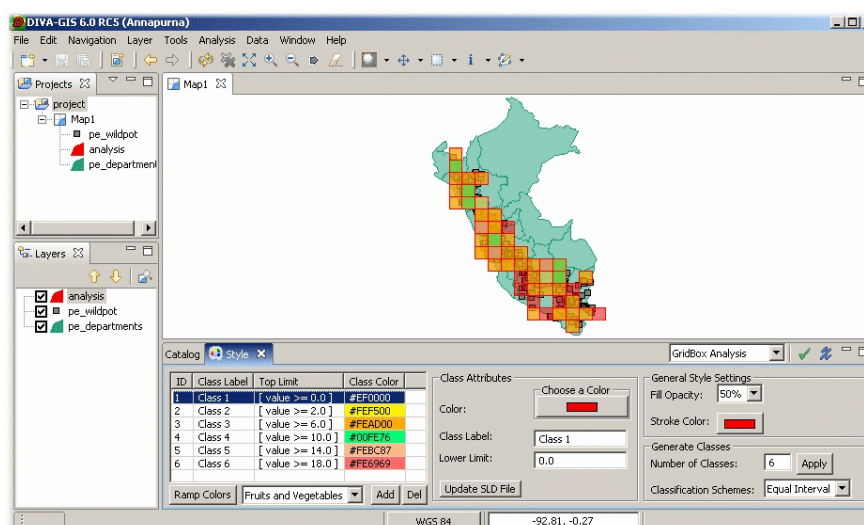 DIVA-GIS 6.0 RC5 (Annapurna)
File Edit Navigation Layer Tools Analysis Data Window Help
Projects
Map1
project
Map1
pe_wildpot
analysis
pe_department
Layers
analysis
pe_wildpot
pe_departments
Catalog Style
GridBox Analysis
ID Class Label Top Limit Class Color
1 Class 1 [ value >= 0.0 ] #EF0000
2 Class 2 [ value >= 2.0 ] #FEF500
3 Class 3 [ value >= 6.0 ] #FEAD00
4 Class 4 [ value >= 10.0 ] #00FE76
5 Class 5 [ value >= 14.0 ] #FEBC87
6 Class 6 [ value >= 18.0 ] #FE6969
Ramp Colors Fruits and Vegetables Add Del
Class Attributes
Choose a Color
Color:
Class Label: Class 1
Lower Limit: 0.0
Update SLD File
General Style Settings
Fill Opacity: 50%
Stroke Color:
Generate Classes
Number of Classes: 6 Apply
Classification Schemes: Equal Interval
WGS 84 -92.81, -0.27